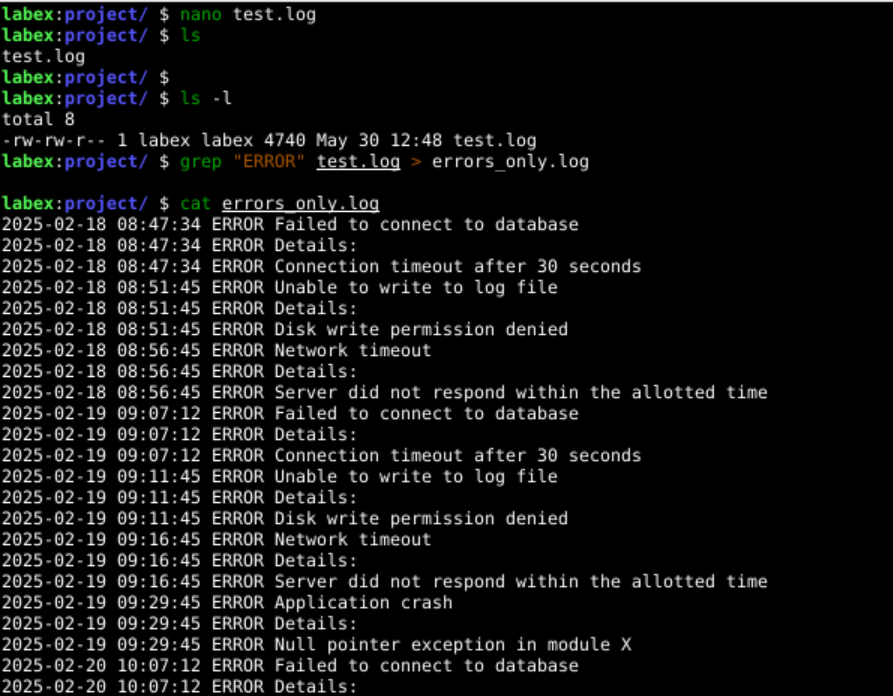 labex:project/ $ nano test.log
labex:project/ $ ls
test.log
labex:project/ $
labex:project/ $ ls -l
total 8
-rw-rw-r-- 1 labex labex 4740 May 30 12:48 test.log
labex:project/ $ grep "ERROR" test.log > errors_only.log
labex:project/ $ cat errors_only.log
2025-02-18 08:47:34 ERROR Failed to connect to database
2025-02-18 08:47:34 ERROR Details:
2025-02-18 08:47:34 ERROR Connection timeout after 30 seconds
2025-02-18 08:51:45 ERROR Unable to write to log file
2025-02-18 08:51:45 ERROR Details:
2025-02-18 08:51:45 ERROR Disk write permission denied
2025-02-18 08:56:45 ERROR Network timeout
2025-02-18 08:56:45 ERROR Details:
2025-02-18 08:56:45 ERROR Server did not respond within the allotted time
2025-02-19 09:07:12 ERROR Failed to connect to database
2025-02-19 09:07:12 ERROR Details:
2025-02-19 09:07:12 ERROR Connection timeout after 30 seconds
2025-02-19 09:11:45 ERROR Unable to write to log file
2025-02-19 09:11:45 ERROR Details:
2025-02-19 09:11:45 ERROR Disk write permission denied
2025-02-19 09:16:45 ERROR Network timeout
2025-02-19 09:16:45 ERROR Details:
2025-02-19 09:16:45 ERROR Server did not respond within the allotted time
2025-02-19 09:29:45 ERROR Application crash
2025-02-19 09:29:45 ERROR Details:
2025-02-19 09:29:45 ERROR Null pointer exception in module X
2025-02-20 10:07:12 ERROR Failed to connect to database
2025-02-20 10:07:12 ERROR Details: